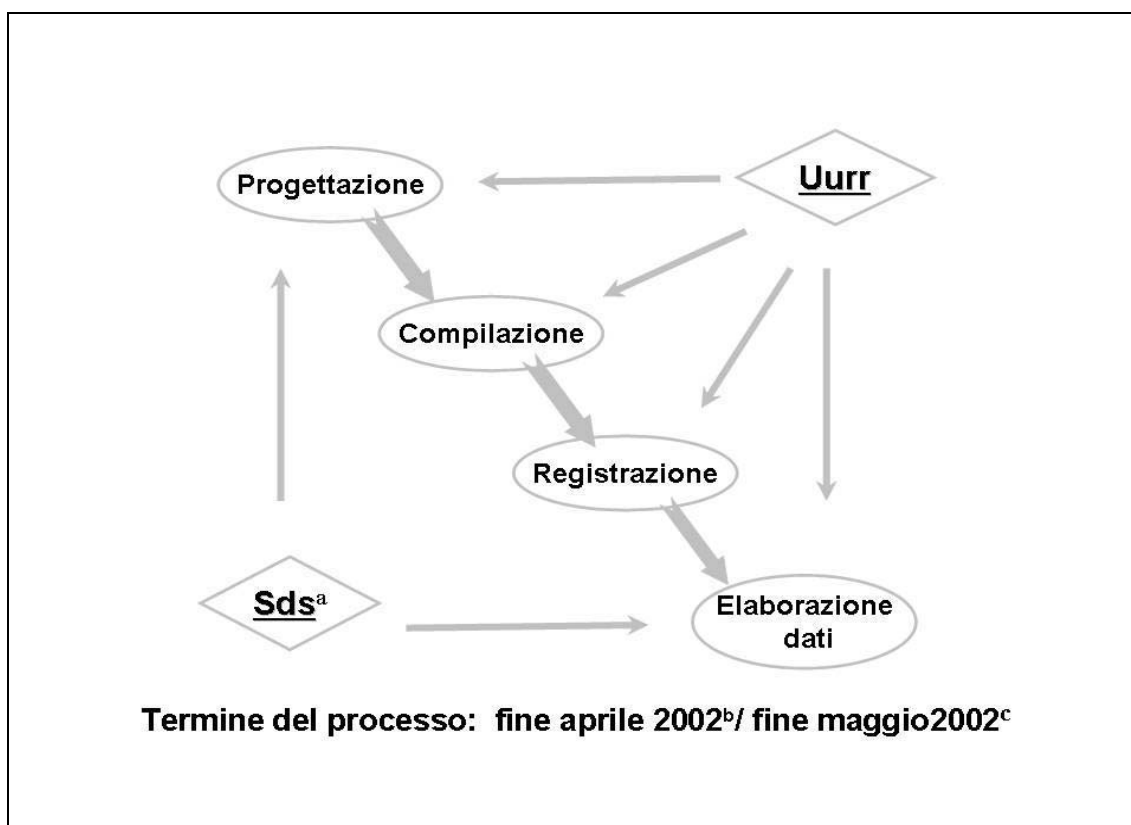 Progettazione
Uurr
Compilazione
Registrazione
Sdsᵃ
Elaborazione
dati
Termine del processo: fine aprile 2002ᵇ/ fine maggio2002ᶜ